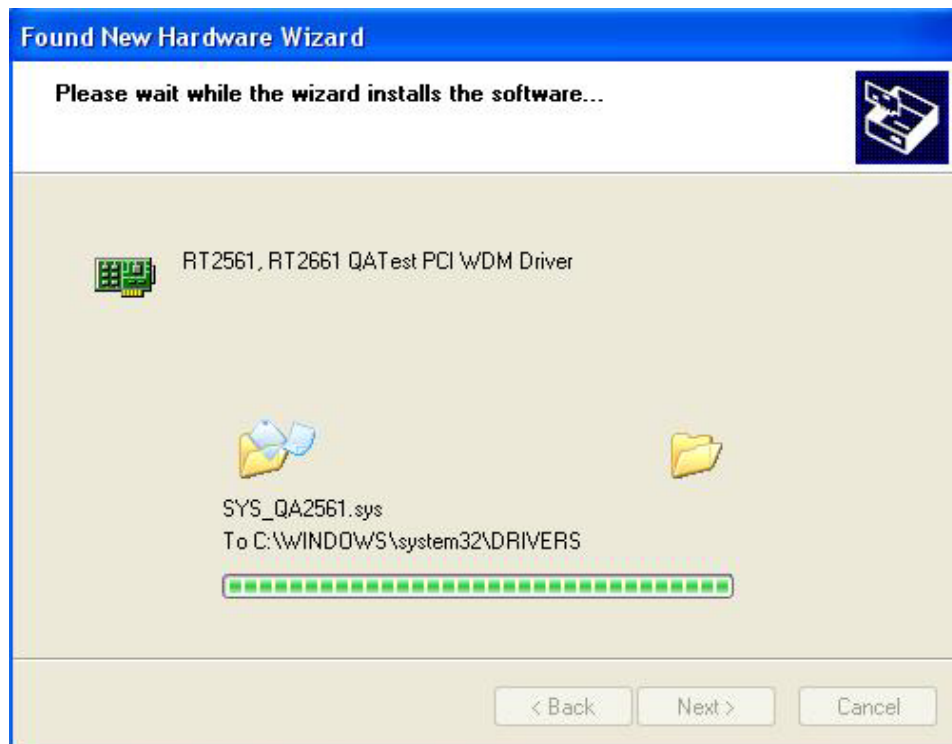 Found New Hardware Wizard
Please wait while the wizard installs the software...
RT2561, RT2661 QATest PCI WDM Driver
SYS_QA2561.sys
To C:\WINDOWS\system32\DRIVERS
< Back
Next >
Cancel